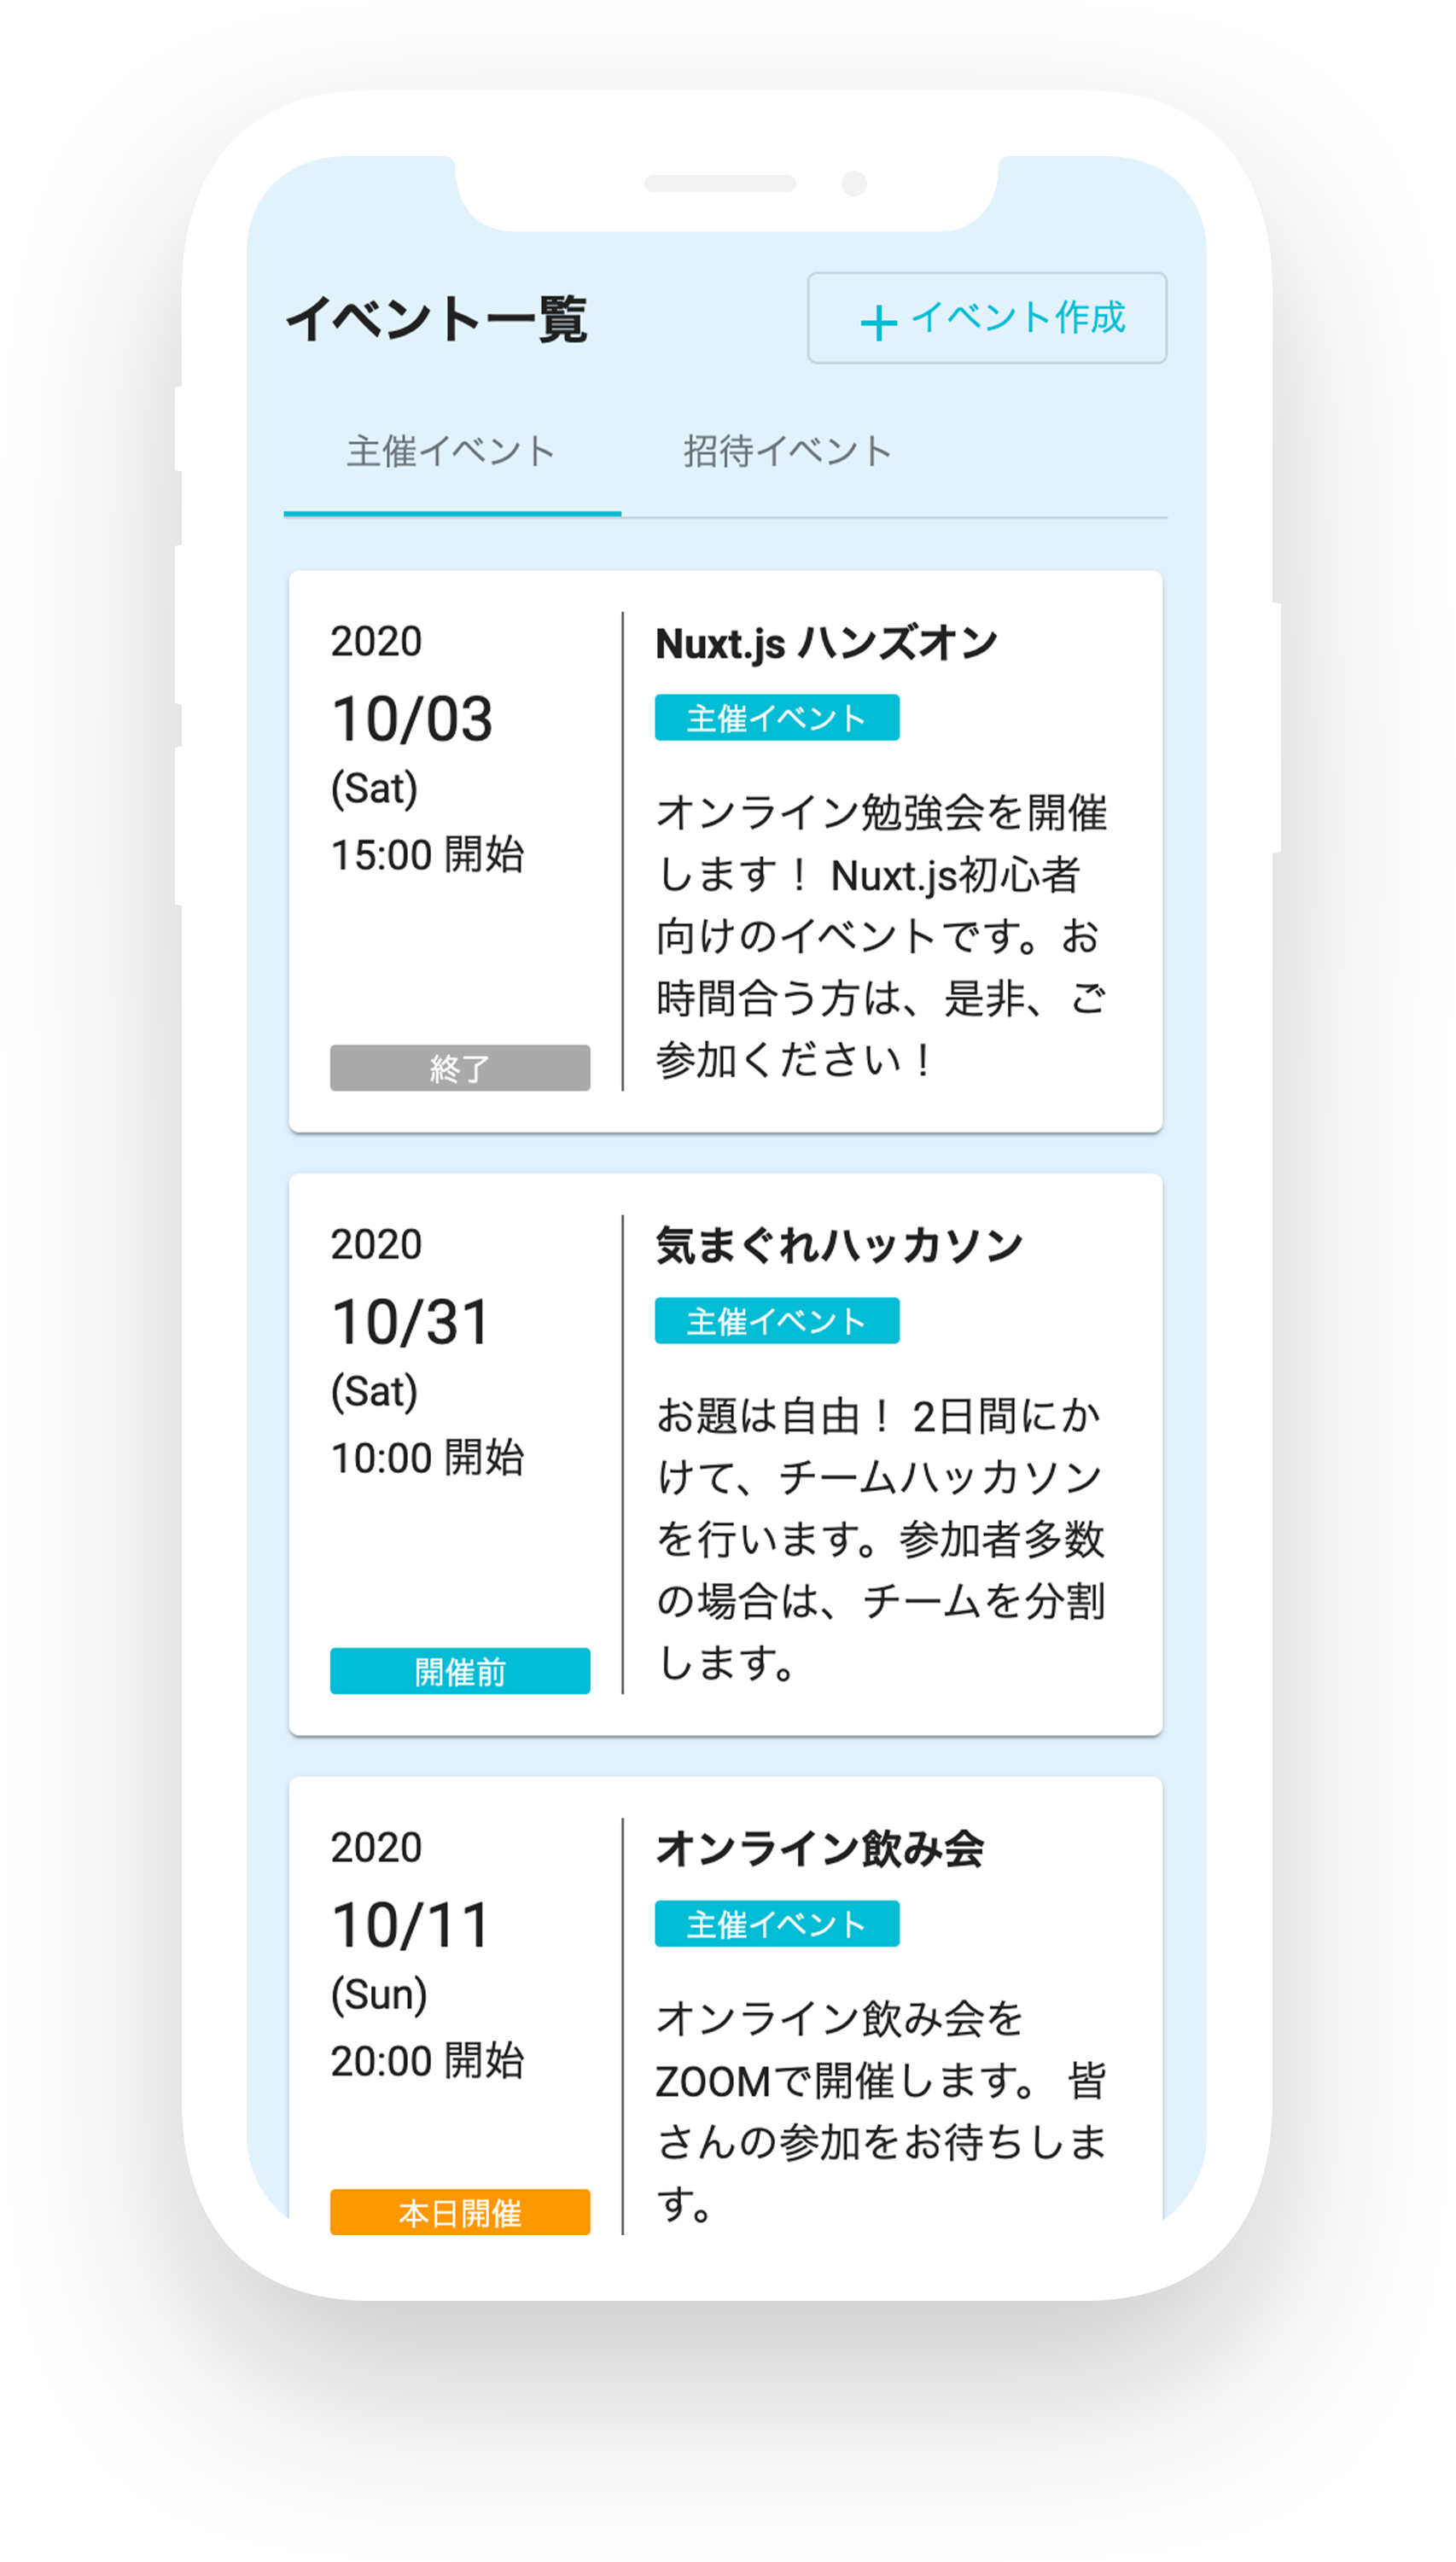 イベント一覧
+ イベント作成
主催イベント
招待イベント
2020
10/03
(Sat)
15:00 開始
終了
Nuxt.js ハンズオン
主催イベント
オンライン勉強会を開催
します！ Nuxt.js初心者
向けのイベントです。お
時間合う方は、是非、ご
参加ください！
2020
10/31
(Sat)
10:00 開始
開催前
気まぐれハッカソン
主催イベント
お題は自由！ 2日間にか
けて、チームハッカソン
を行います。参加者多数
の場合は、チームを分割
します。
2020
10/11
(Sun)
20:00 開始
本日開催
オンライン飲み会
主催イベント
オンライン飲み会を
ZOOMで開催します。 皆
さんの参加をお待ちしま
す。